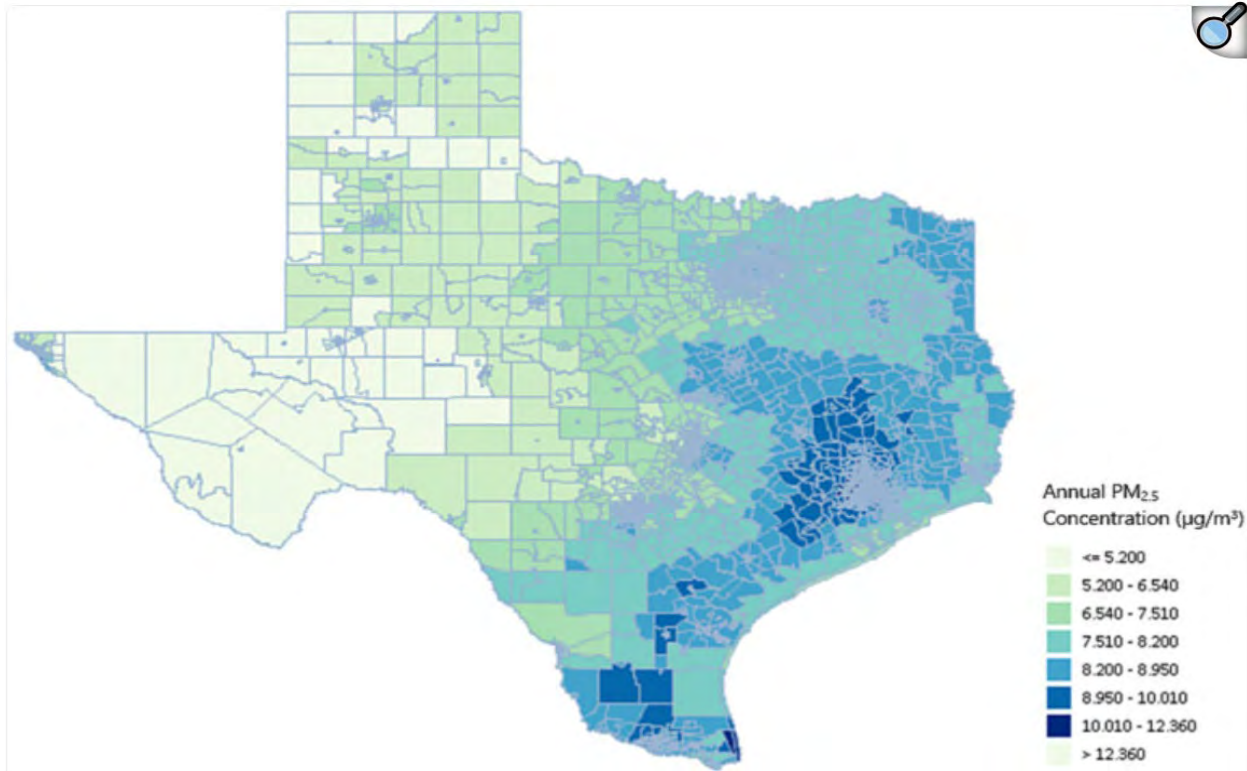 Annual PM₂.₅
Concentration (µg/m³)
<= 5.200
5.200 - 6.540
6.540 - 7.510
7.510 - 8.200
8.200 - 8.950
8.950 - 10.010
10.010 - 12.360
> 12.360